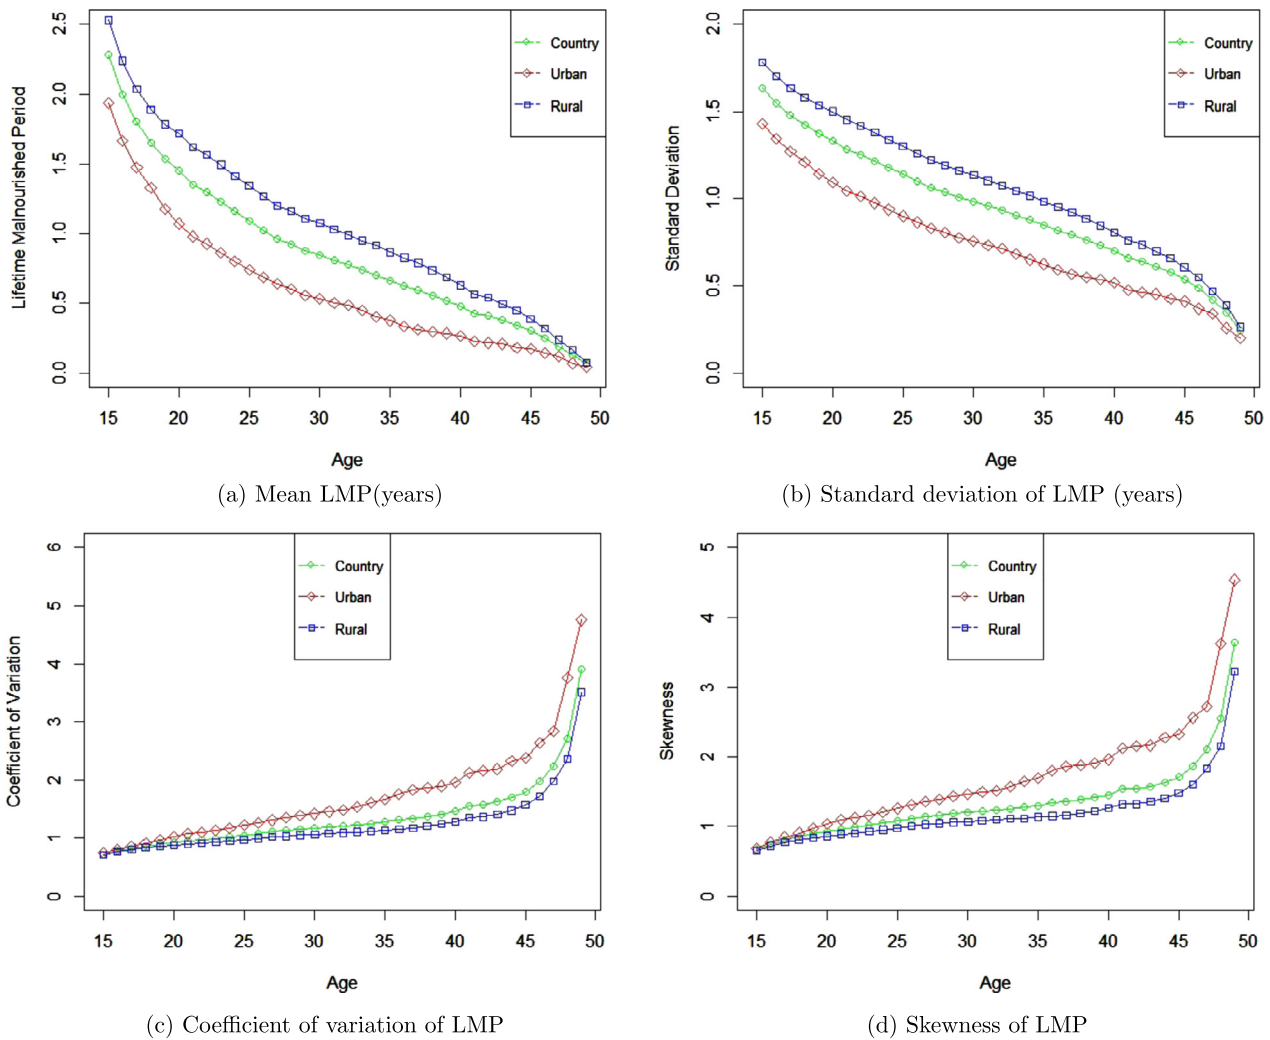 2.5
2.0
1.5
1.0
0.5
0.0
Lifetime Malnourished Period
Country
Urban
Rural
15 20 25 30 35 40 45 50
Age
(a) Mean LMP(years)
2.0
1.5
1.0
0.5
0.0
Standard Deviation
Country
Urban
Rural
15 20 25 30 35 40 45 50
Age
(b) Standard deviation of LMP (years)
6
5
4
3
2
1
0
Coefficient of Variation
Country
Urban
Rural
15 20 25 30 35 40 45 50
Age
(c) Coefficient of variation of LMP
5
4
3
2
1
0
Skewness
Country
Urban
Rural
15 20 25 30 35 40 45 50
Age
(d) Skewness of LMP